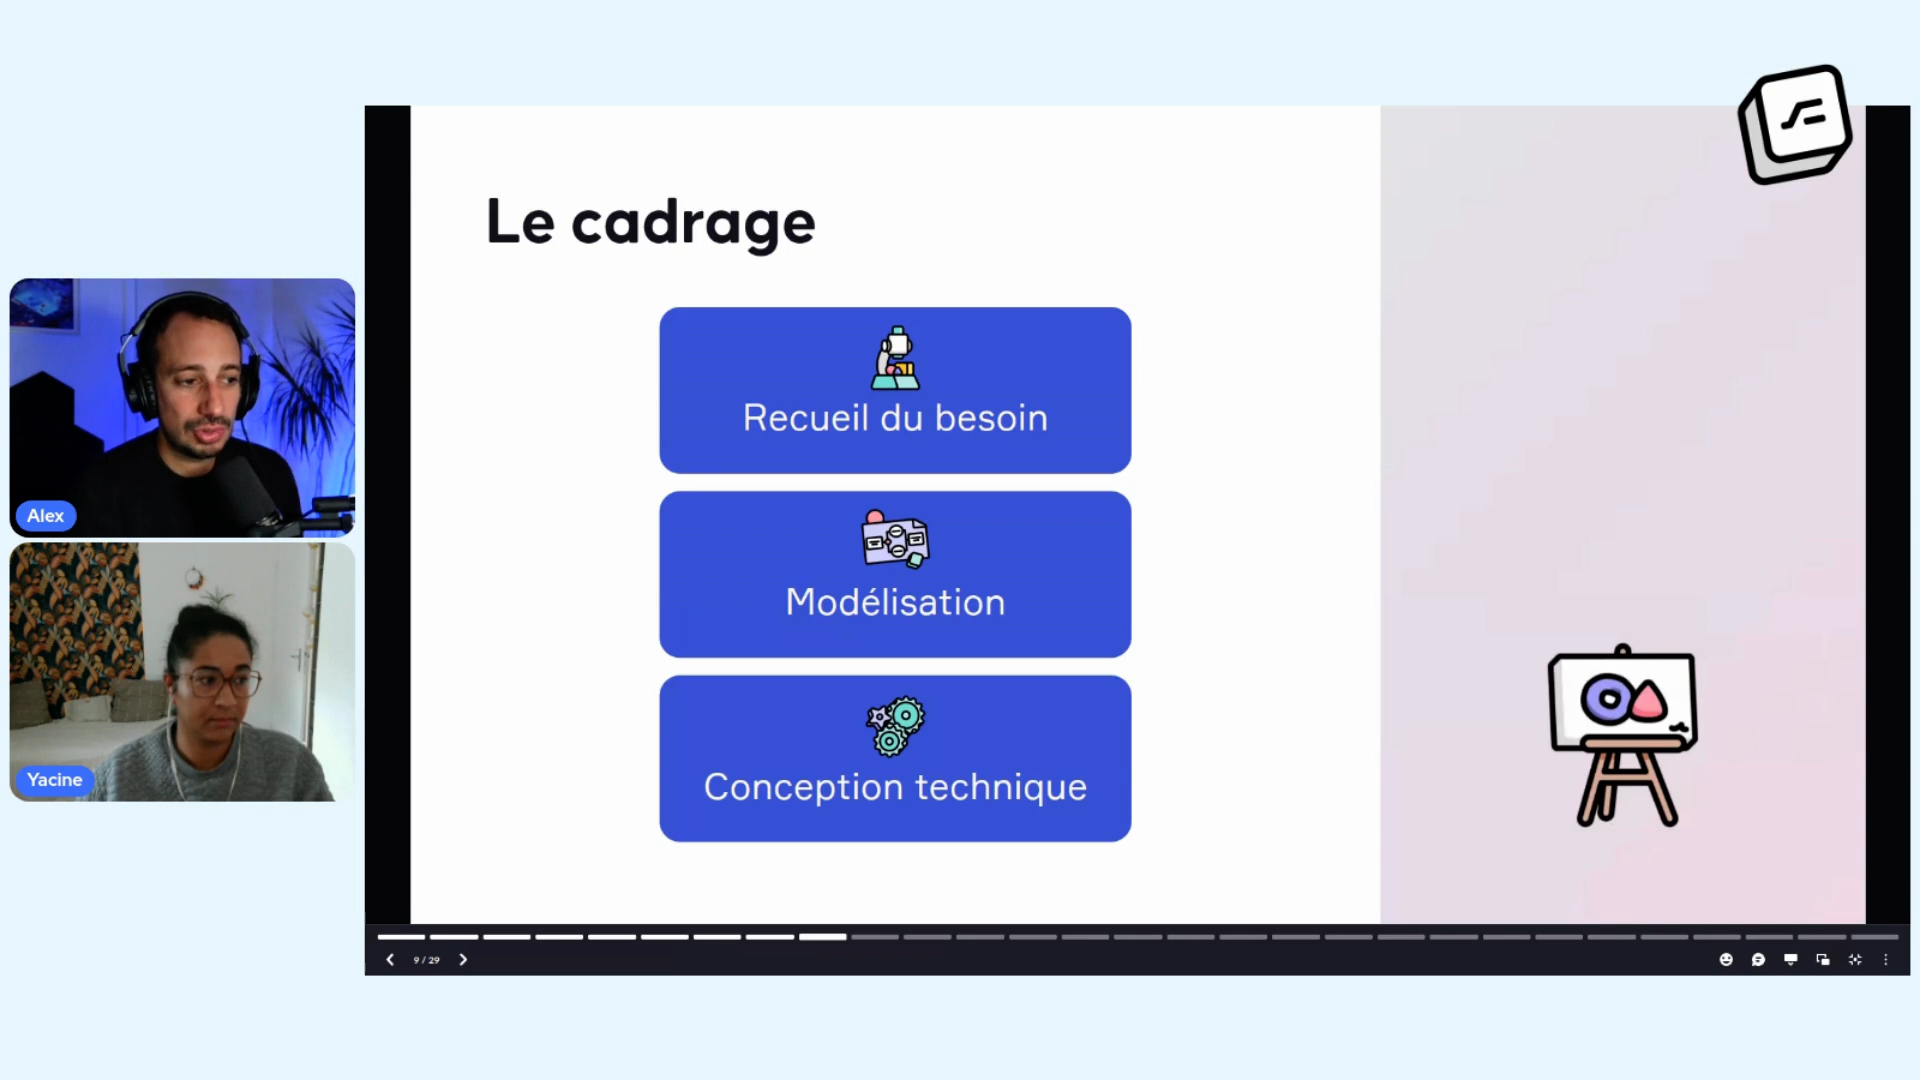 Le cadrage
Recueil du besoin
Modélisation
Conception technique
Alex
Yacine
9 / 29